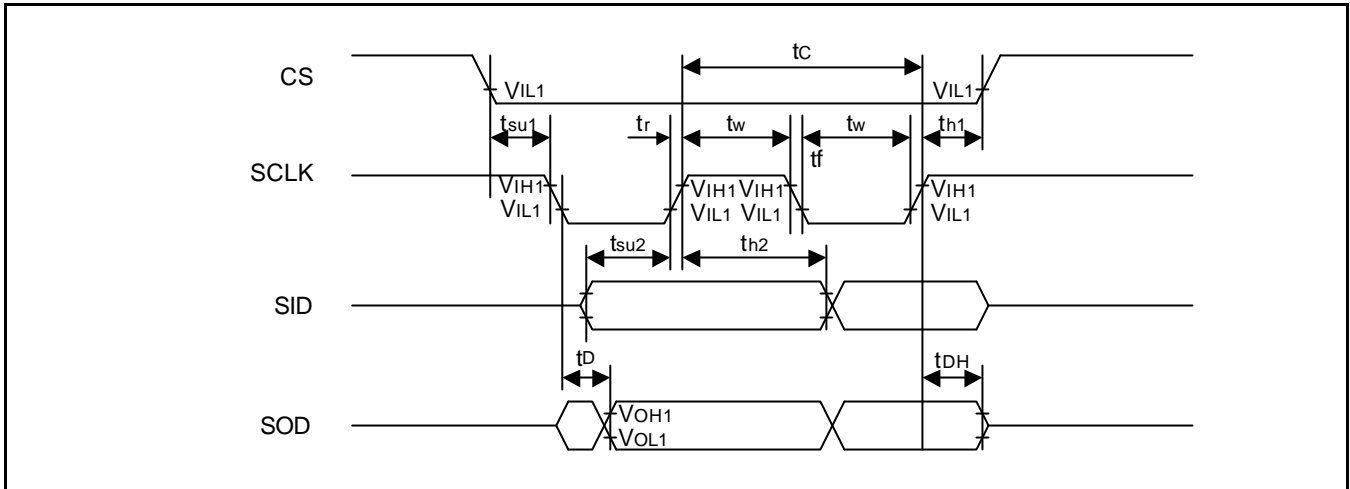 tC
CS
VIL1 VIL1
tsu1 tr tw tw th1
tf
SCLK
VIH1 VIH1 VIH1 VIH1
VIL1 VIL1 VIL1 VIL1
tsu2 th2
SID
tD tDH
VOH1
SOD
VOL1